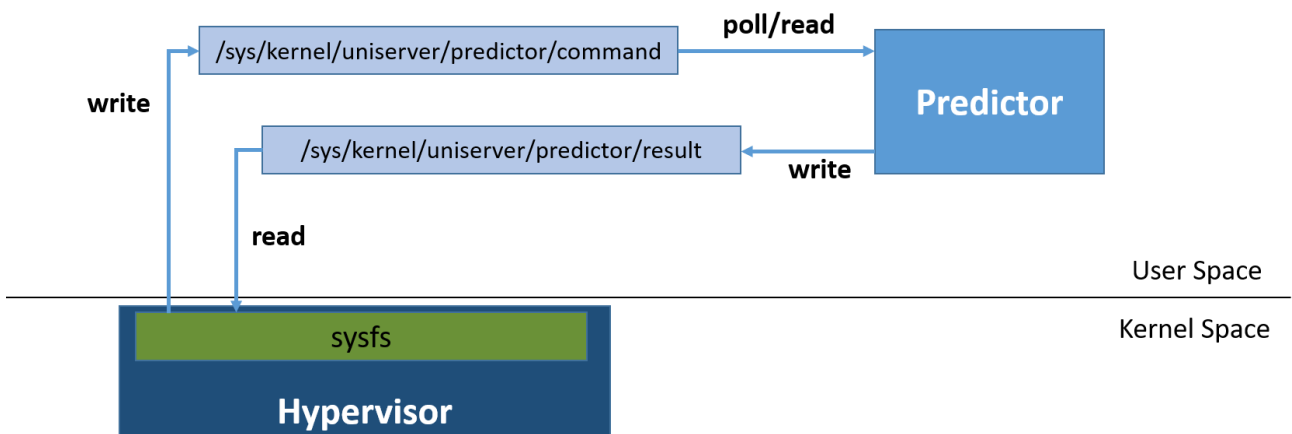 poll/read
/sys/kernel/uniserver/predictor/command
write
Predictor
/sys/kernel/uniserver/predictor/result
write
read
User Space
Kernel Space
sysfs
Hypervisor